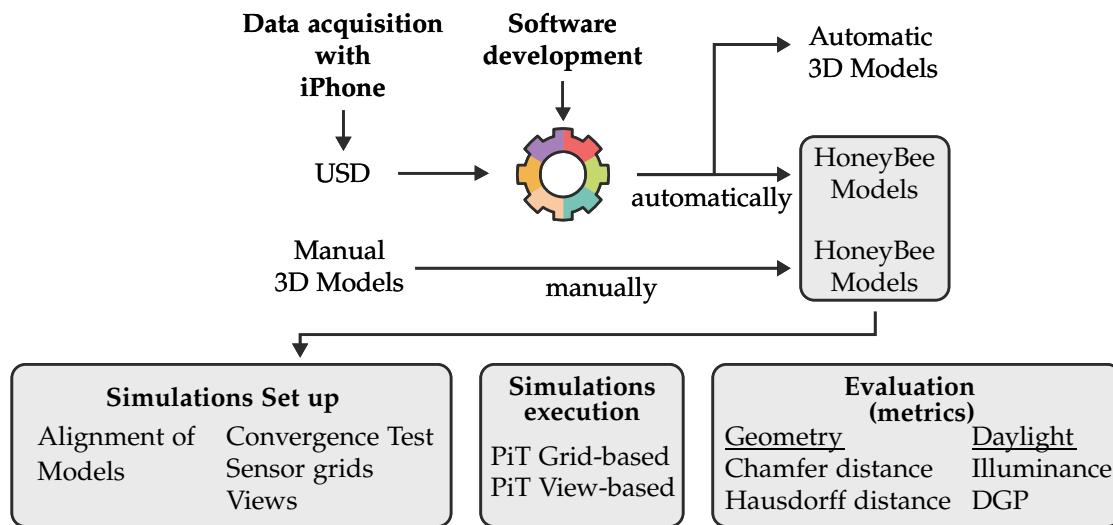 Data acquisition
with
iPhone
Software
development
Automatic
3D Models
USD
automatically
HoneyBee
Models
Manual
3D Models
manually
HoneyBee
Models
Simulations Set up
Alignment of
Models
Convergence Test
Sensor grids
Views
Simulations
execution
PiT Grid-based
PiT View-based
Evaluation
(metrics)
Geometry
Chamfer distance
Hausdorff distance
Daylight
Illuminance
DGP